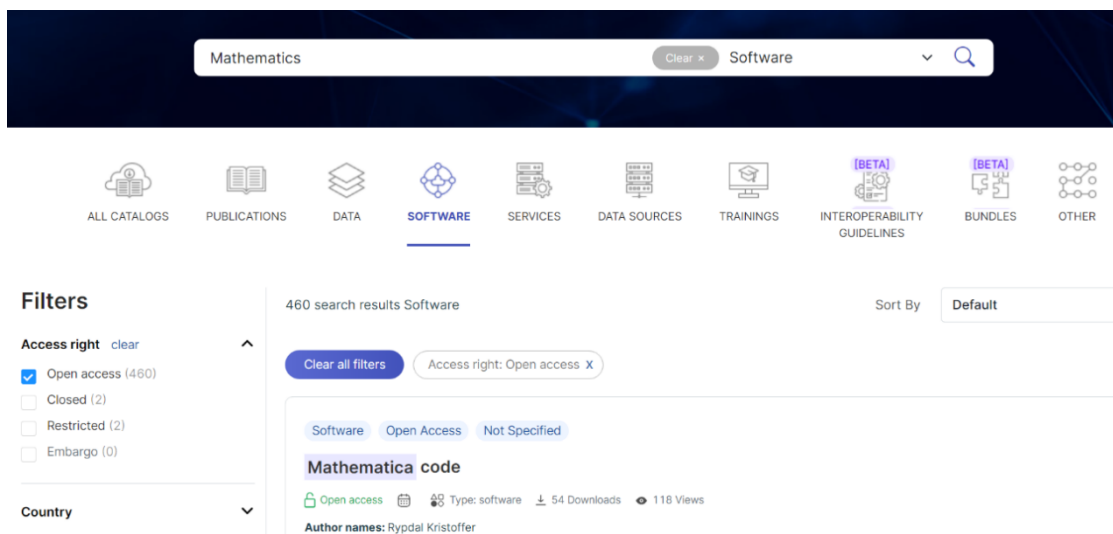 Mathematics Clear × Software
[BETA] [BETA]
ALL CATALOGS PUBLICATIONS DATA SOFTWARE SERVICES DATA SOURCES TRAININGS INTEROPERABILITY GUIDELINES BUNDLES OTHER
Filters
460 search results Software Sort By Default
Access right clear
Clear all filters Access right: Open access X
Open access (460)
Closed (2)
Restricted (2)
Embargo (0)
Software Open Access Not Specified
Mathematica code
Open access Type: software 54 Downloads 118 Views
Country
Author names: Rypdal Kristoffer